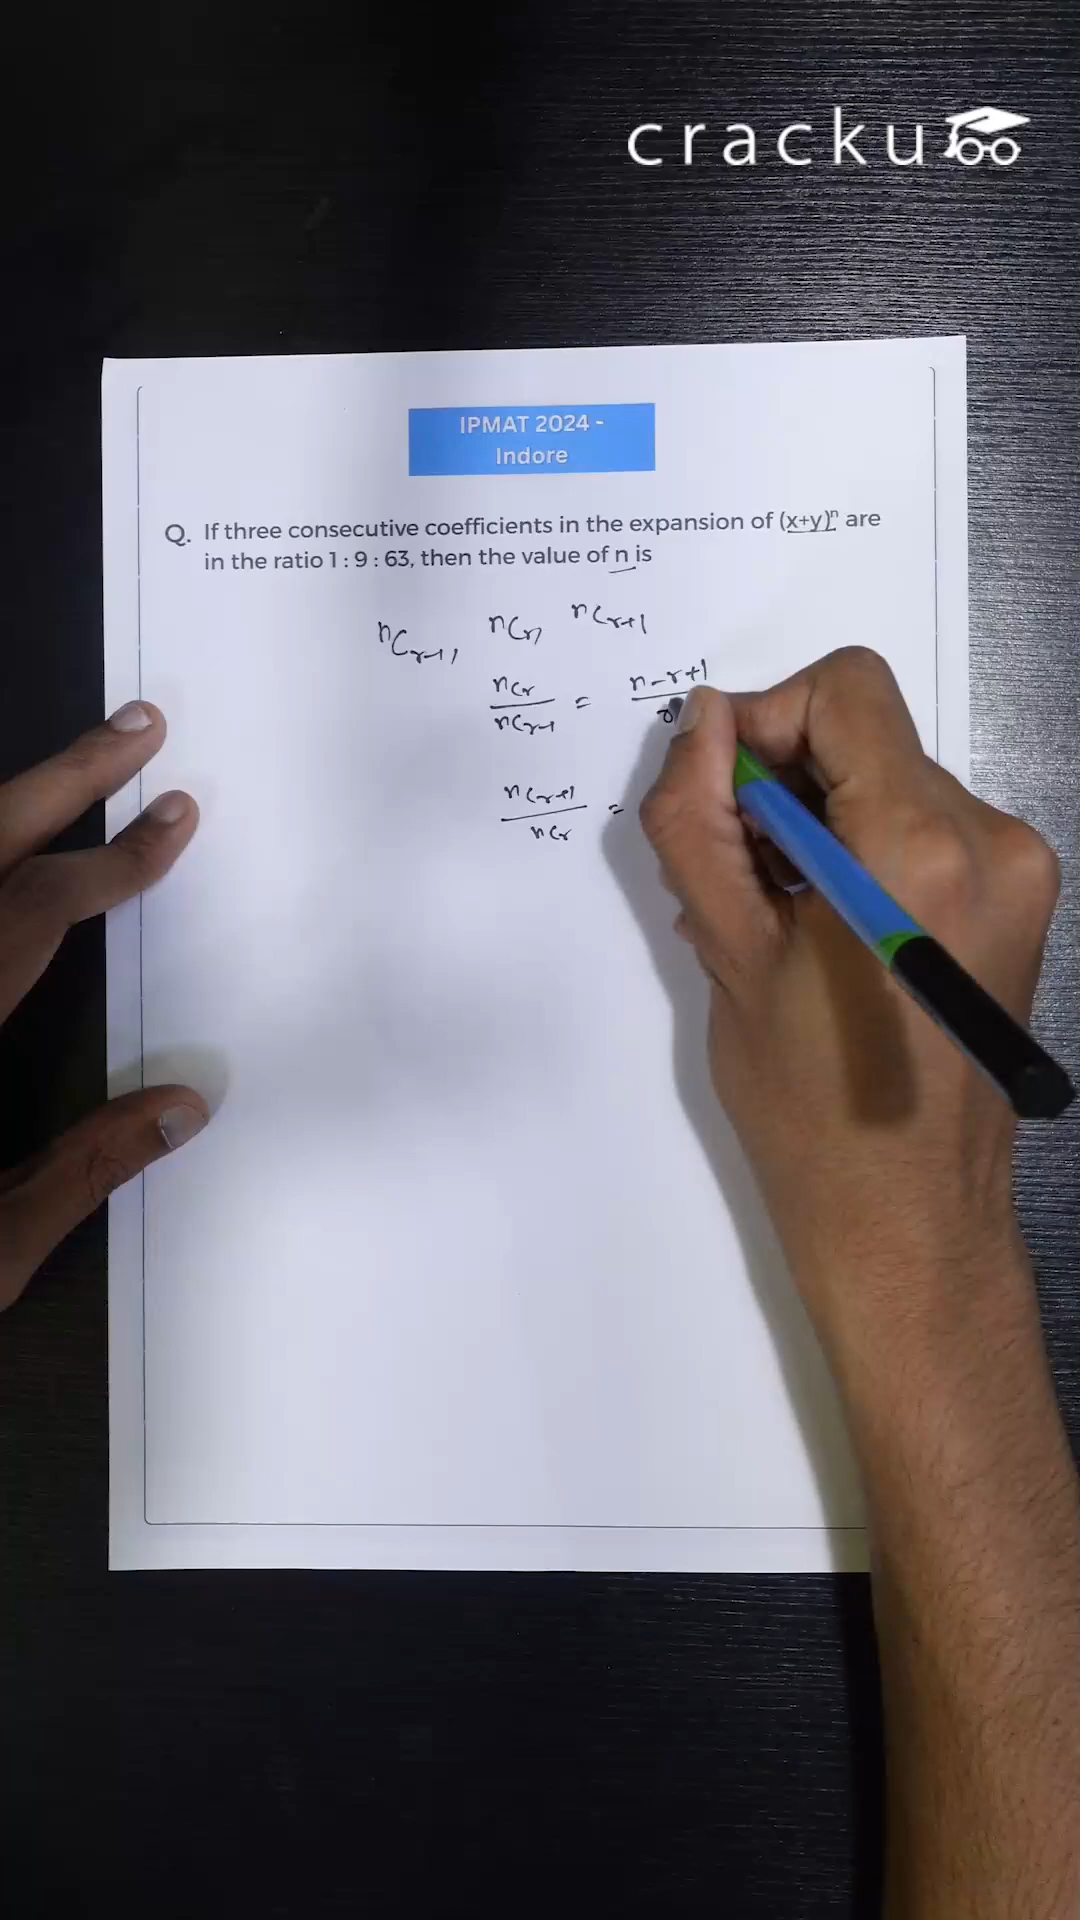 cracku
IPMAT 2024 -
Indore
Q. If three consecutive coefficients in the expansion of (x+y)ⁿ are
in the ratio 1 : 9 : 63, then the value of n is
nCr-1, nCr, nCr+1
nCr / nCr-1 = n-r+1 / r
nCr+1 / nCr =